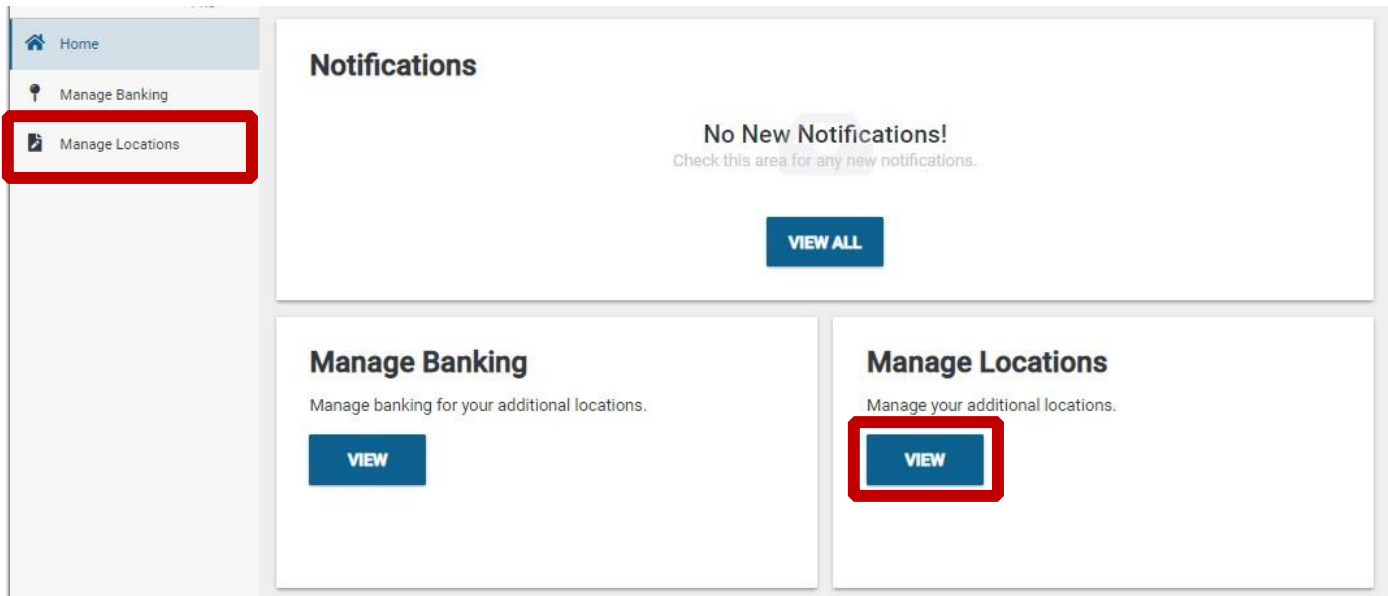 Home
Manage Banking
Manage Locations
Notifications
No New Notifications!
Check this area for any new notifications.
VIEW ALL
Manage Banking
Manage banking for your additional locations.
VIEW
Manage Locations
Manage your additional locations.
VIEW